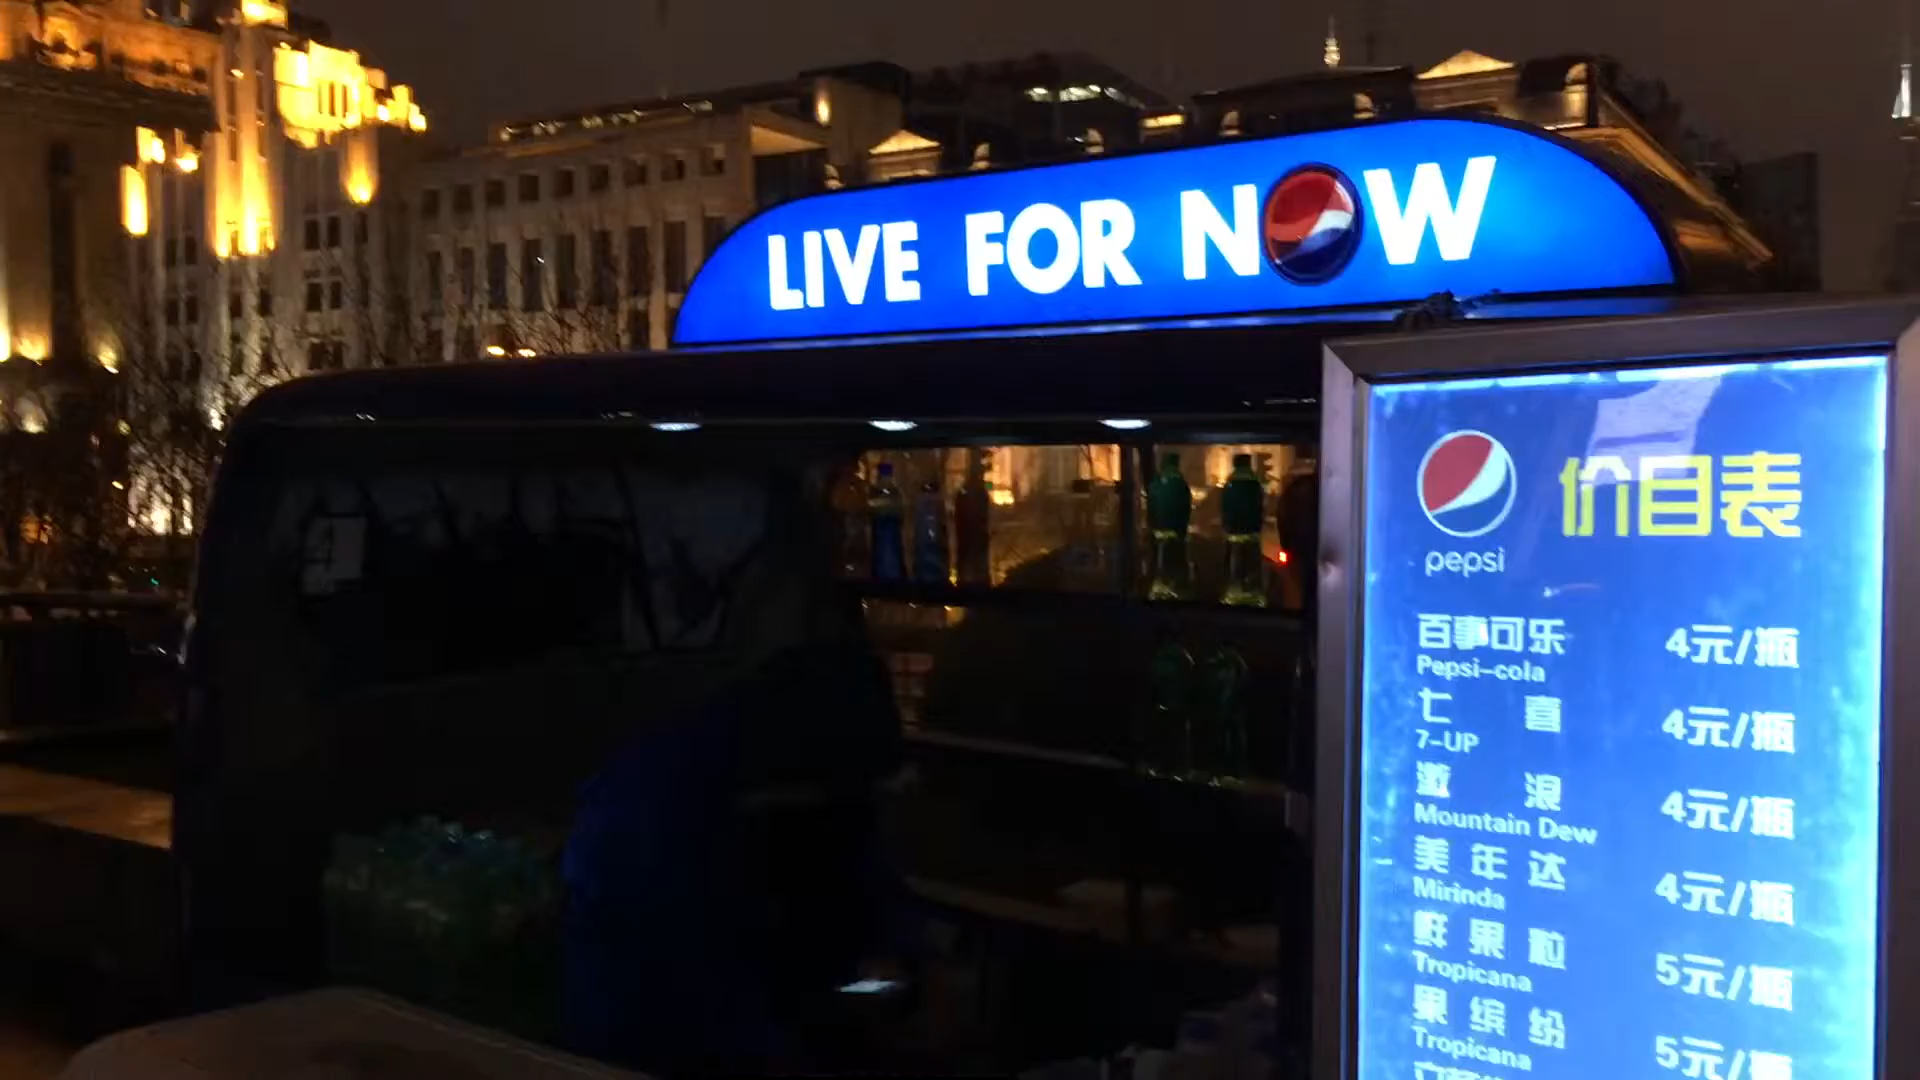 LIVE FOR NOW
pepsi
价目表
百事可乐 4元/瓶
Pepsi-cola
七喜 4元/瓶
7-UP
激浪 4元/瓶
Mountain Dew
美年达 4元/瓶
Mirinda
鲜果粒 5元/瓶
Tropicana
果缤纷 5元/瓶
Tropicana